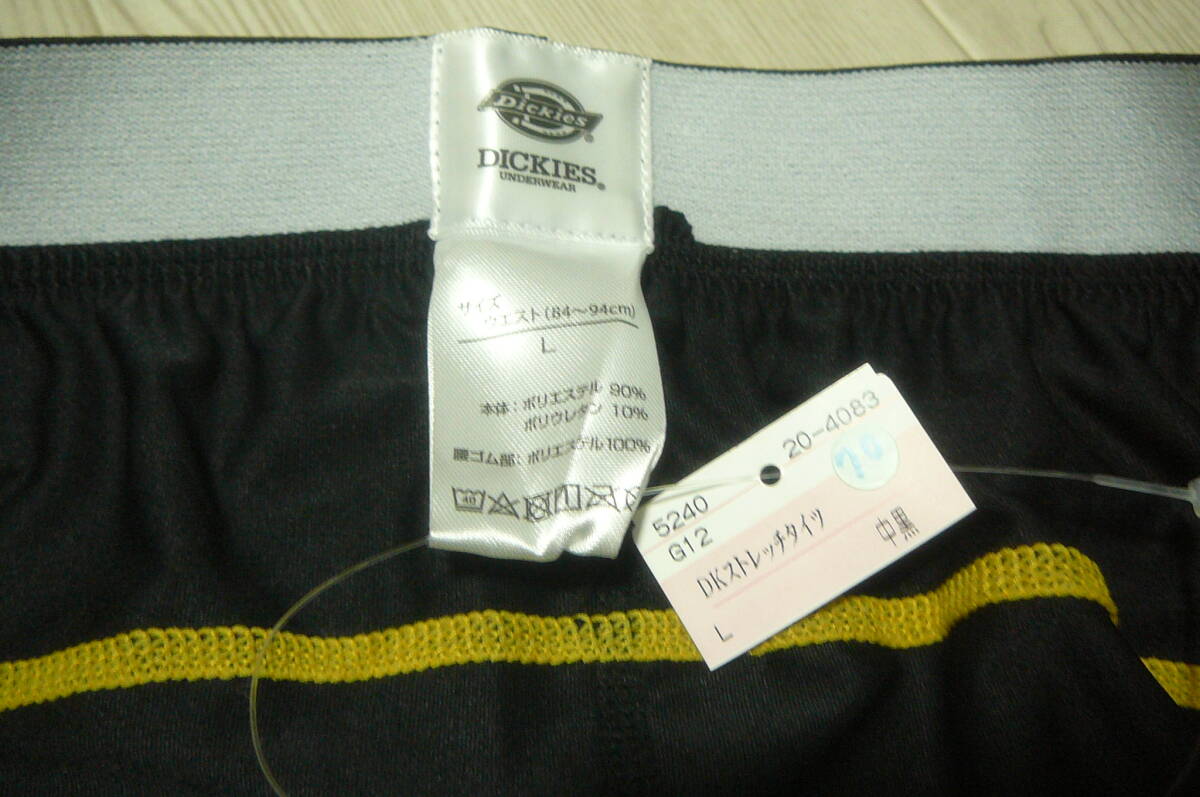 Dickies
DICKIES®
UNDERWEAR
サイズ
ウエスト(84～94cm)
L
本体：ポリエステル 90%
ポリウレタン 10%
腰ゴム部：ポリエステル100%
40
5240 20-4083
G12
DKストレッチタイツ
中黒
L